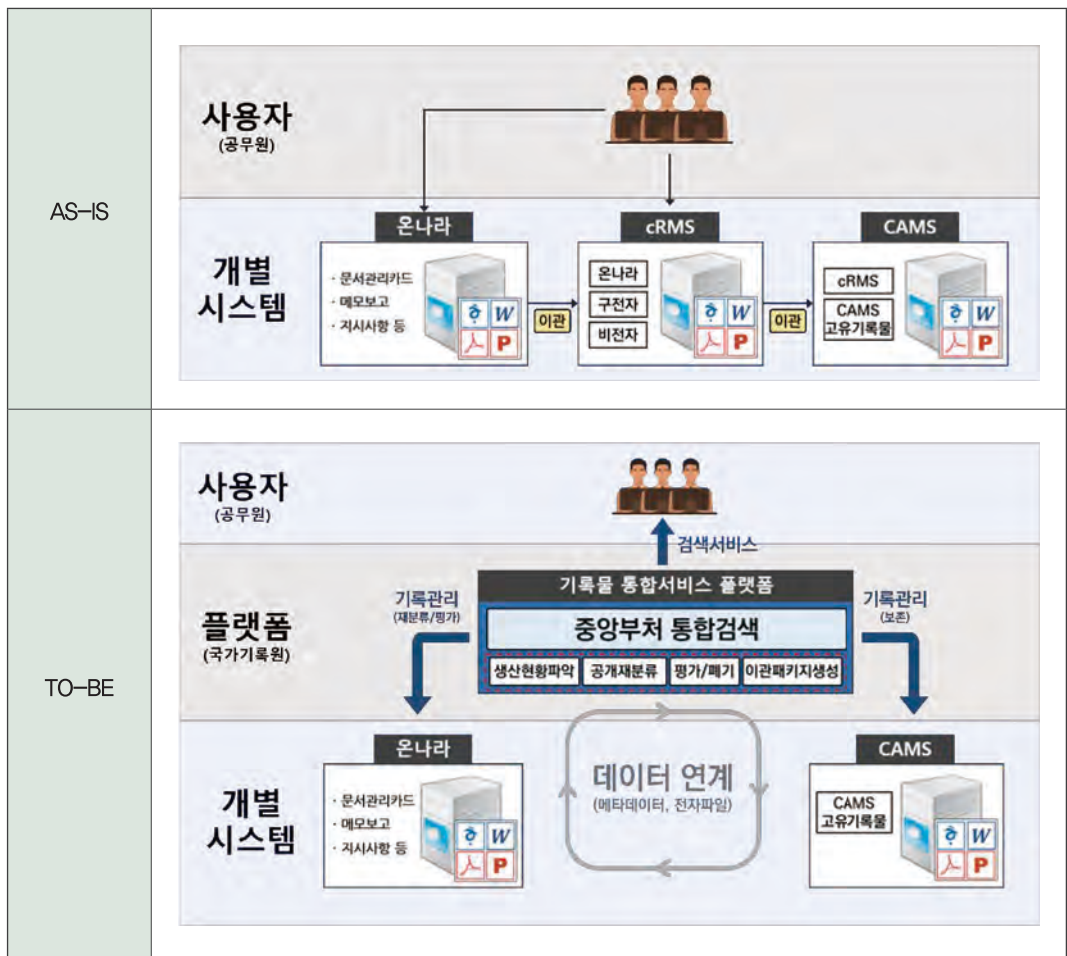 AS-IS
사용자
(공무원)
개별
시스템
온나라
· 문서관리카드
· 메모보고
· 지시사항 등
W
P
이관
cRMS
온나라
구전자
비전자
W
P
이관
CAMS
cRMS
CAMS
고유기록물
W
P
TO-BE
사용자
(공무원)
검색서비스
플랫폼
(국가기록원)
기록관리
(재분류/평가)
기록물 통합서비스 플랫폼
중앙부처 통합검색
생산현황파악 공개재분류 평가/폐기 이관패키지생성
기록관리
(보존)
개별
시스템
온나라
· 문서관리카드
· 메모보고
· 지시사항 등
W
P
데이터 연계
(메타데이터, 전자파일)
CAMS
CAMS
고유기록물
W
P